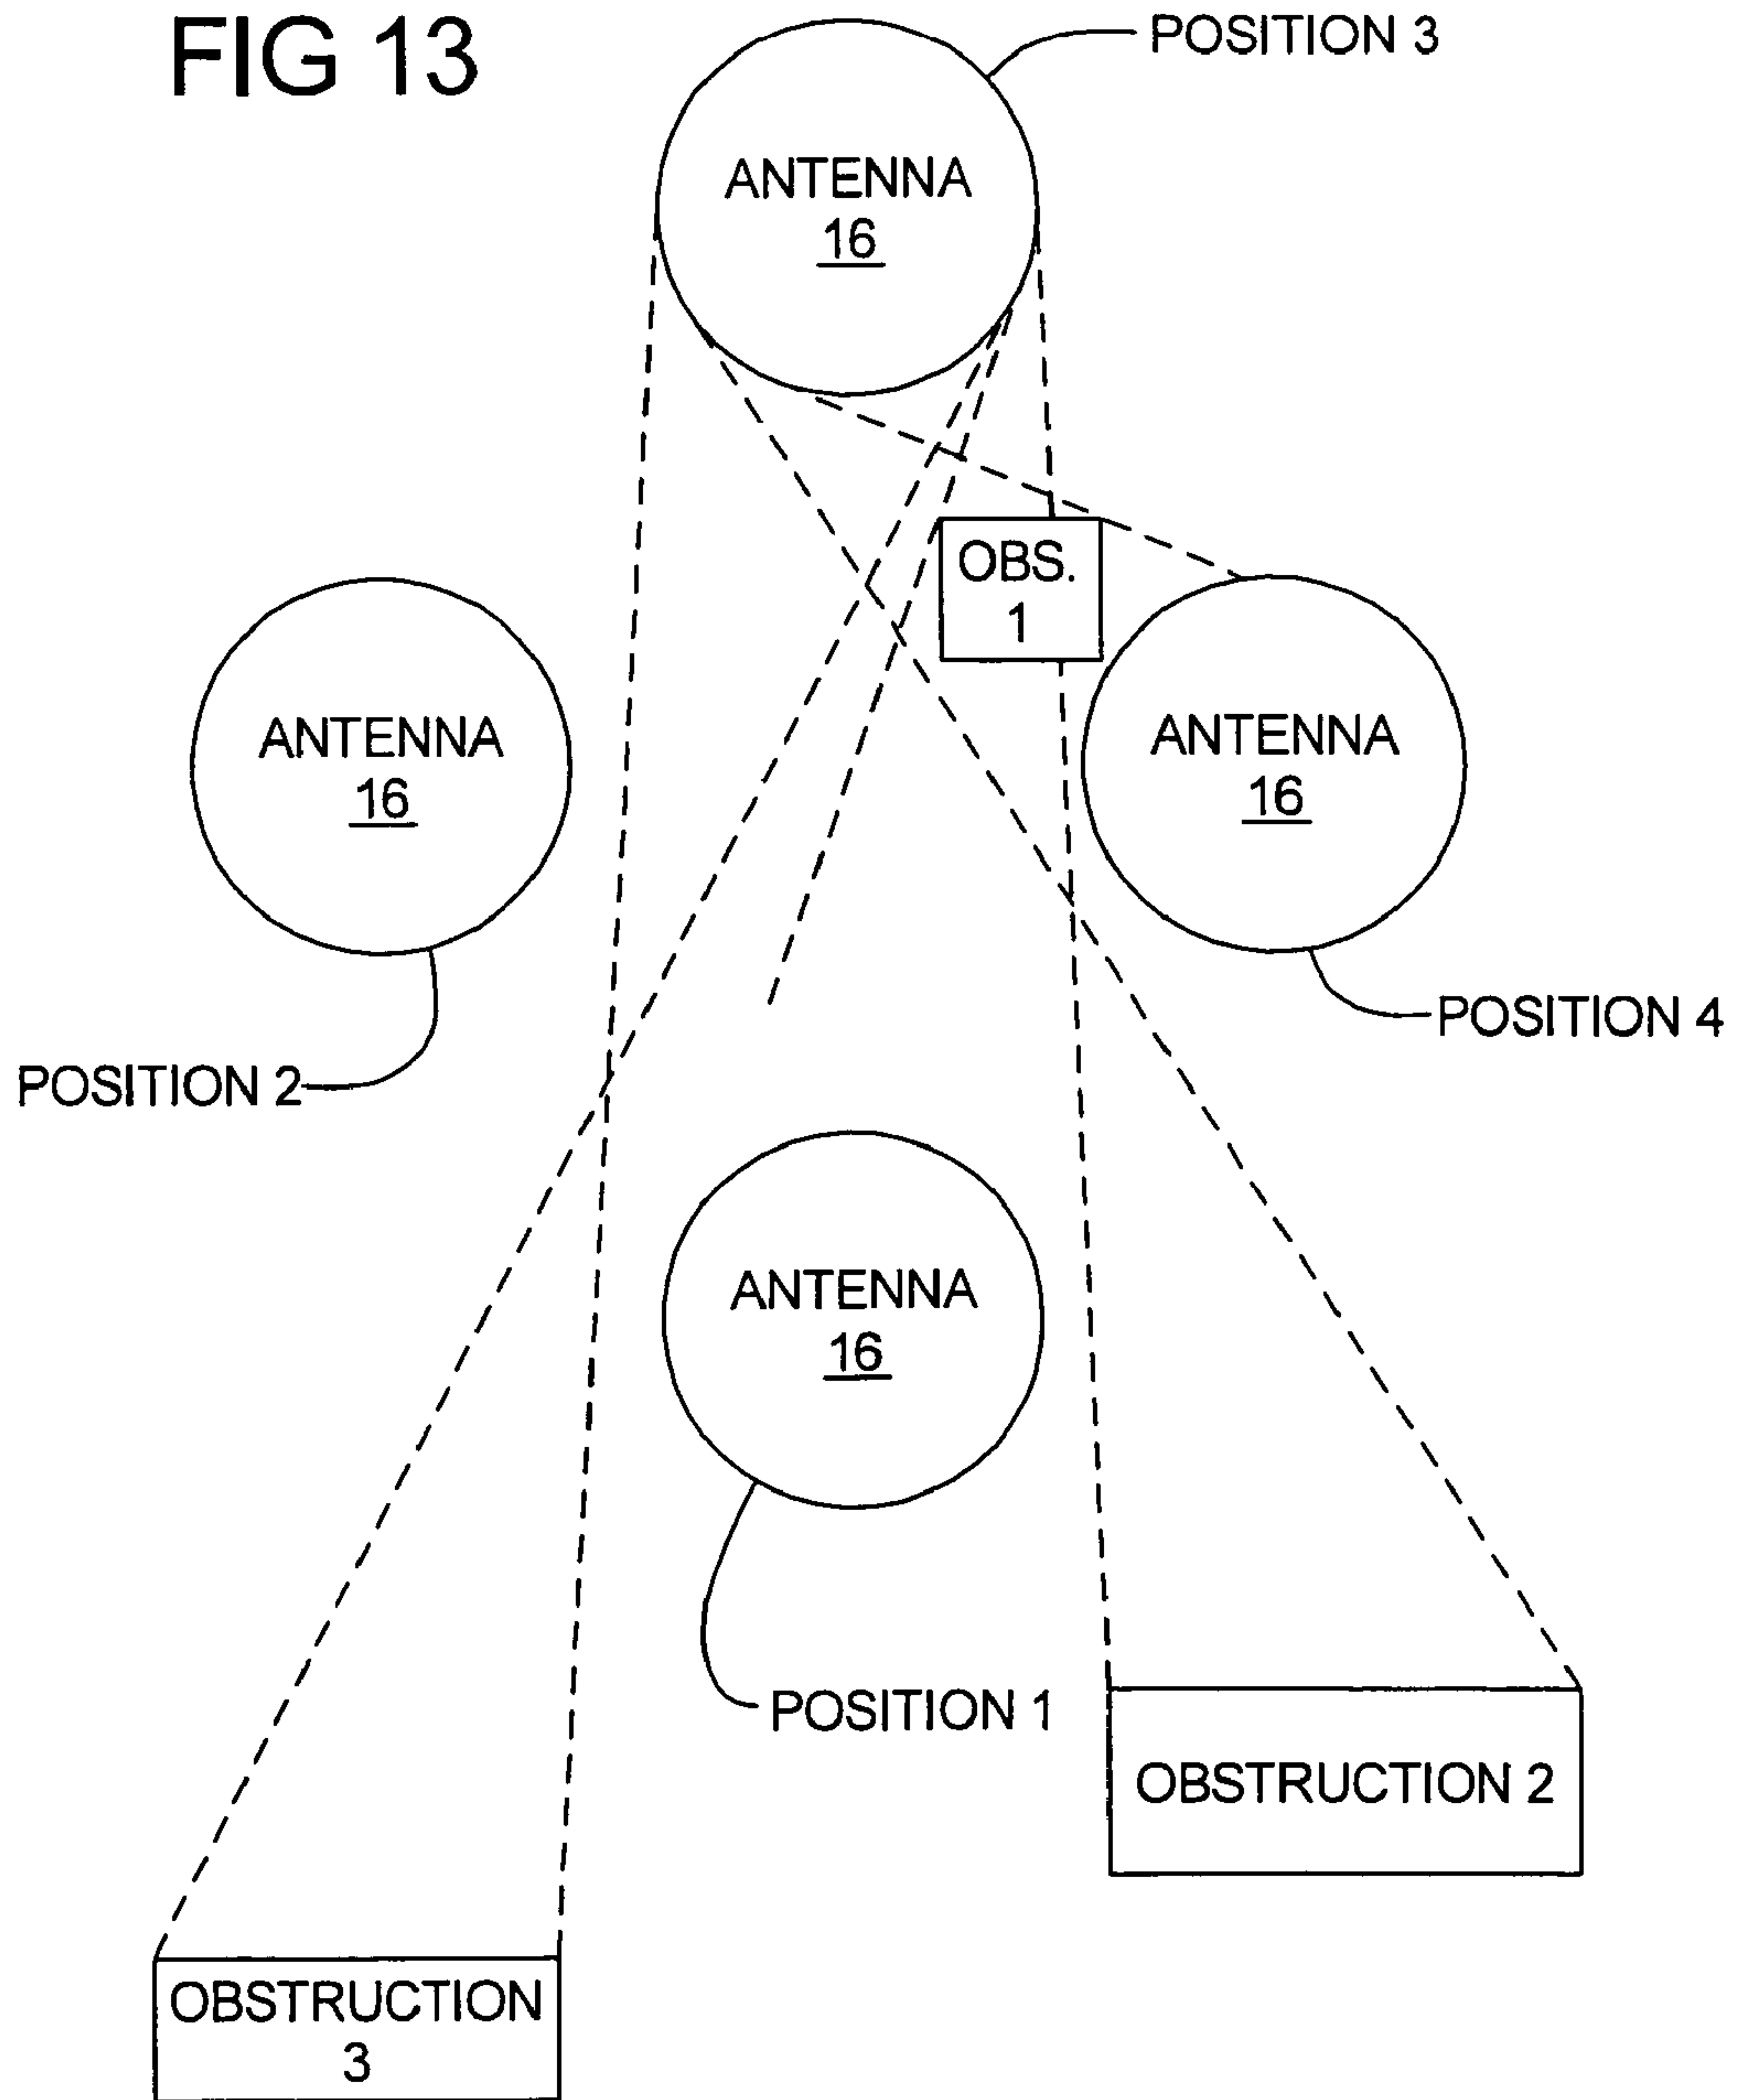 FIG 13
POSITION 3
ANTENNA
16
OBS.
1
ANTENNA
16
ANTENNA
16
POSITION 4
POSITION 2
ANTENNA
16
POSITION 1
OBSTRUCTION 2
OBSTRUCTION
3